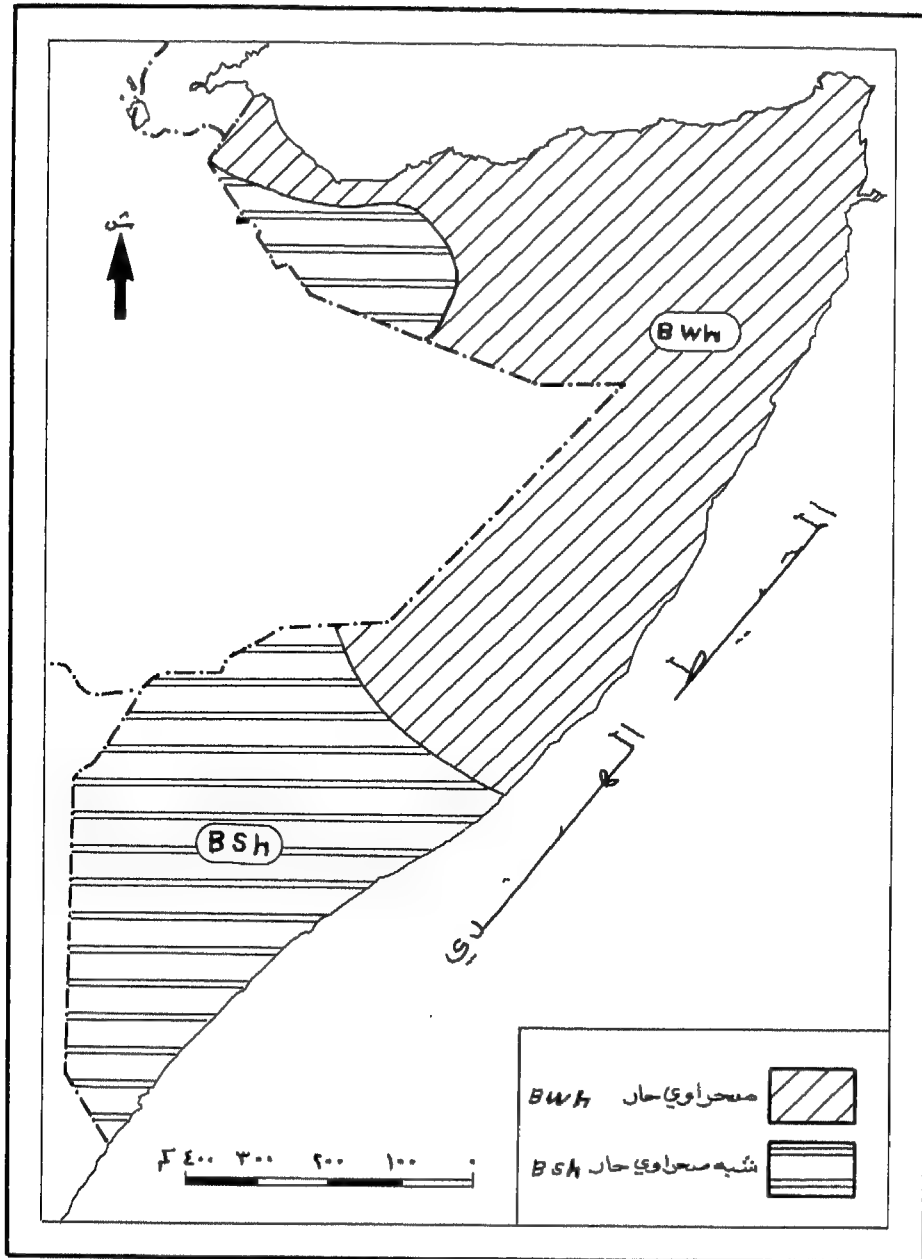 ش
BWh
المحيط
الهندي
BSh
صحراوي حار BWh
شبه صحراوي حار BSh
٠ ١٠٠ ٢٠٠ ٣٠٠ ٤٠٠ كم